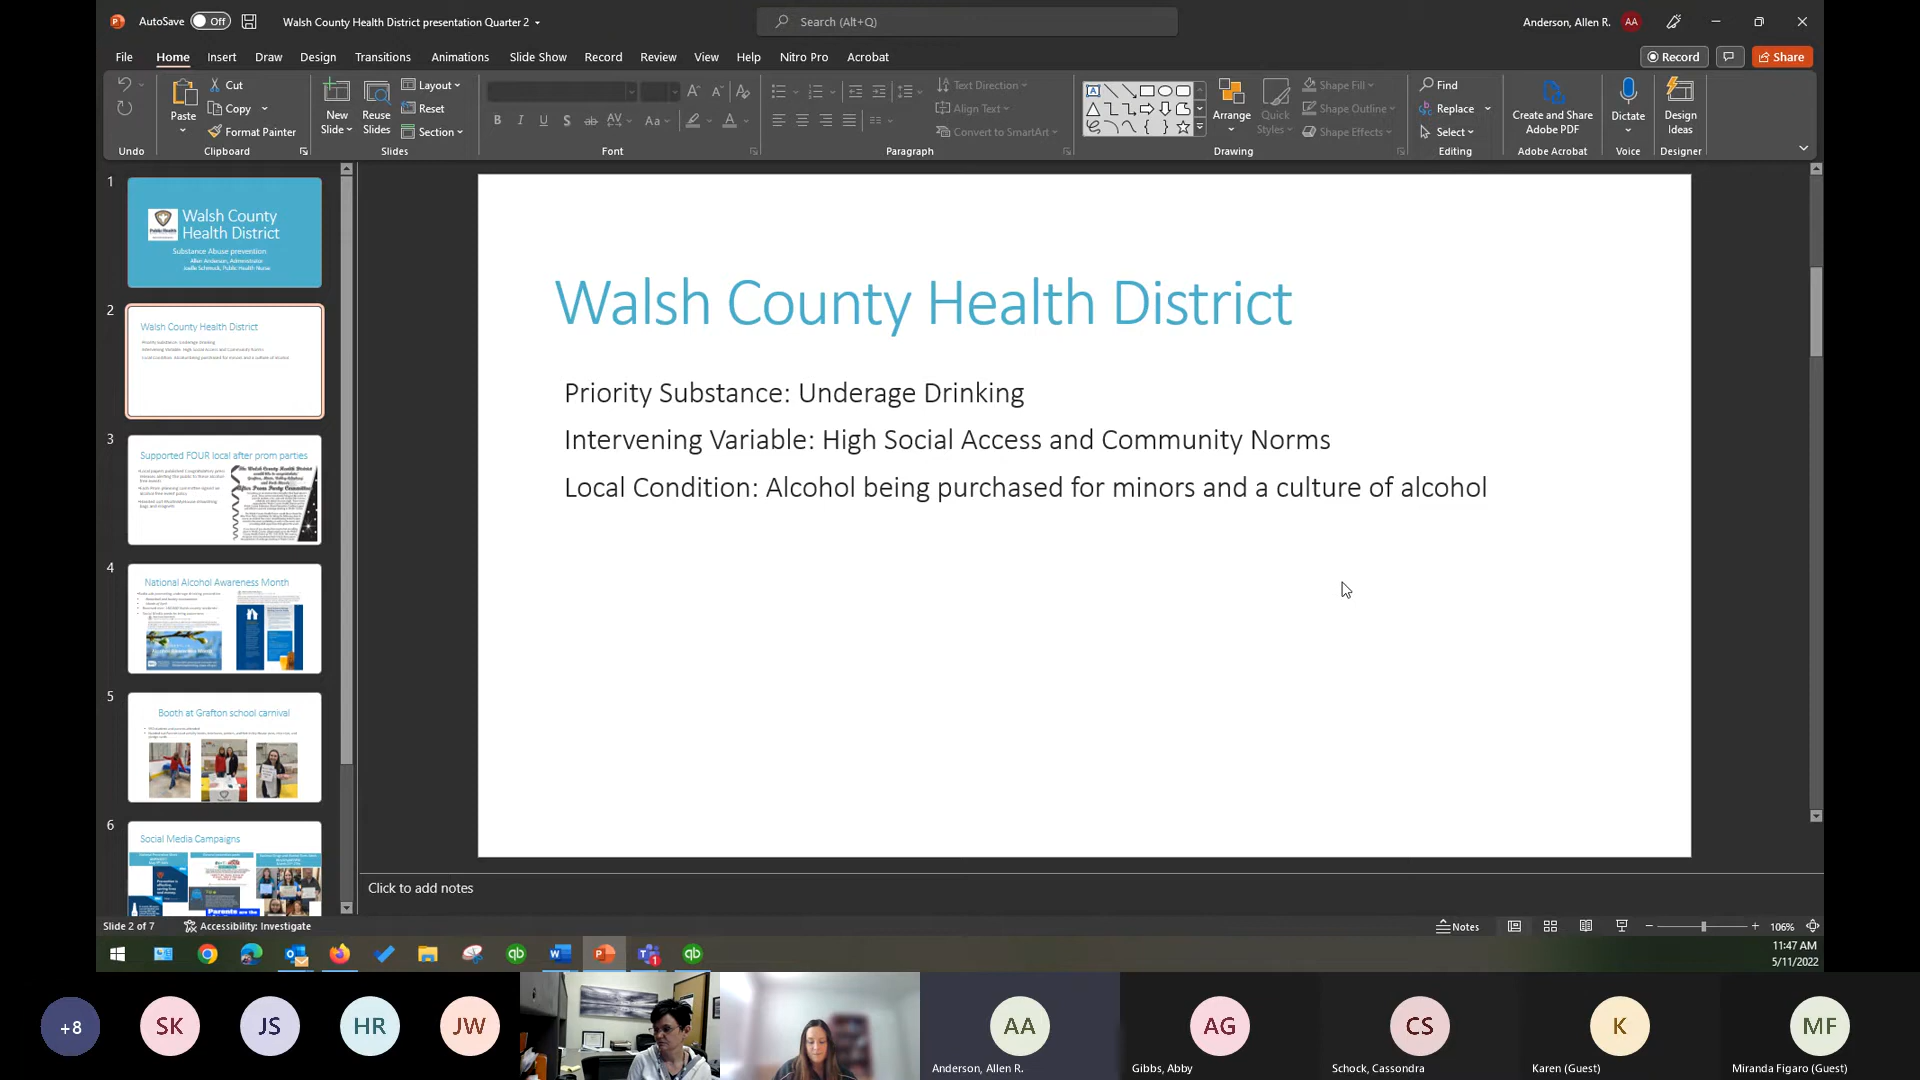 AutoSave Off
Walsh County Health District presentation Quarter 2
Search (Alt+Q)
Anderson, Allen R. AA
File Home Insert Draw Design Transitions Animations Slide Show Record Review View Help Nitro Pro Acrobat
Record Share
Undo
Paste
Cut
Copy
Format Painter
Clipboard
New Slide
Reuse Slides
Layout
Reset
Section
Slides
Font
Text Direction
Align Text
Convert to SmartArt
Paragraph
Arrange
Quick Styles
Shape Fill
Shape Outline
Shape Effects
Drawing
Find
Replace
Select
Editing
Create and Share Adobe PDF
Adobe Acrobat
Dictate
Voice
Design Ideas
Designer
1
Walsh County
Health District
Substance Abuse prevention
Allen Anderson, Administrator
2
Walsh County Health District
Priority Substance: Underage Drinking
Intervening Variable: High Social Access and Community Norms
Local Condition: Alcohol being purchased for minors and a culture of alcohol
3
Supported FOUR local after prom parties
4
National Alcohol Awareness Month
5
Booth at Grafton school carnival
6
Social Media Campaigns
Walsh County Health District
Priority Substance: Underage Drinking
Intervening Variable: High Social Access and Community Norms
Local Condition: Alcohol being purchased for minors and a culture of alcohol
Click to add notes
Slide 2 of 7
Accessibility: Investigate
Notes
106%
11:47 AM
5/11/2022
+8
SK
JS
HR
JW
AA
AG
CS
K
MF
Anderson, Allen R.
Gibbs, Abby
Schock, Cassondra
Karen (Guest)
Miranda Figaro (Guest)